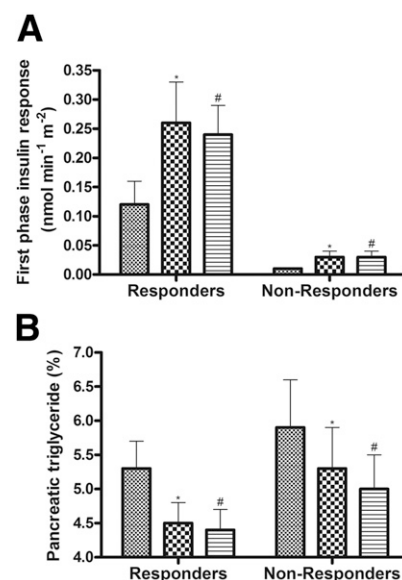 A
First phase insulin response
(nmol min⁻¹ m⁻²)
0.35
0.30
0.25
0.20
0.15
0.10
0.05
0.00
*
#
*
#
Responders
Non-Responders
B
Pancreatic triglyceride (%)
7.0
6.5
6.0
5.5
5.0
4.5
4.0
*
#
*
#
Responders
Non-Responders